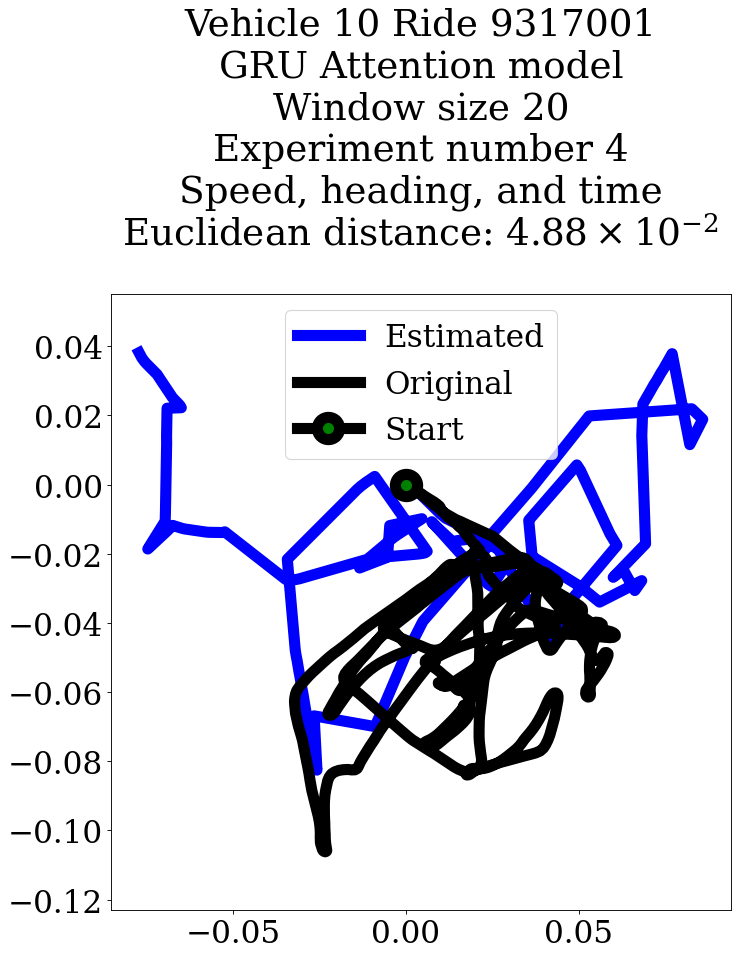 Vehicle 10 Ride 9317001
GRU Attention model
Window size 20
Experiment number 4
Speed, heading, and time
Euclidean distance: 4.88 × 10⁻²
Estimated
Original
Start
0.04
0.02
0.00
−0.02
−0.04
−0.06
−0.08
−0.10
−0.12
−0.05
0.00
0.05